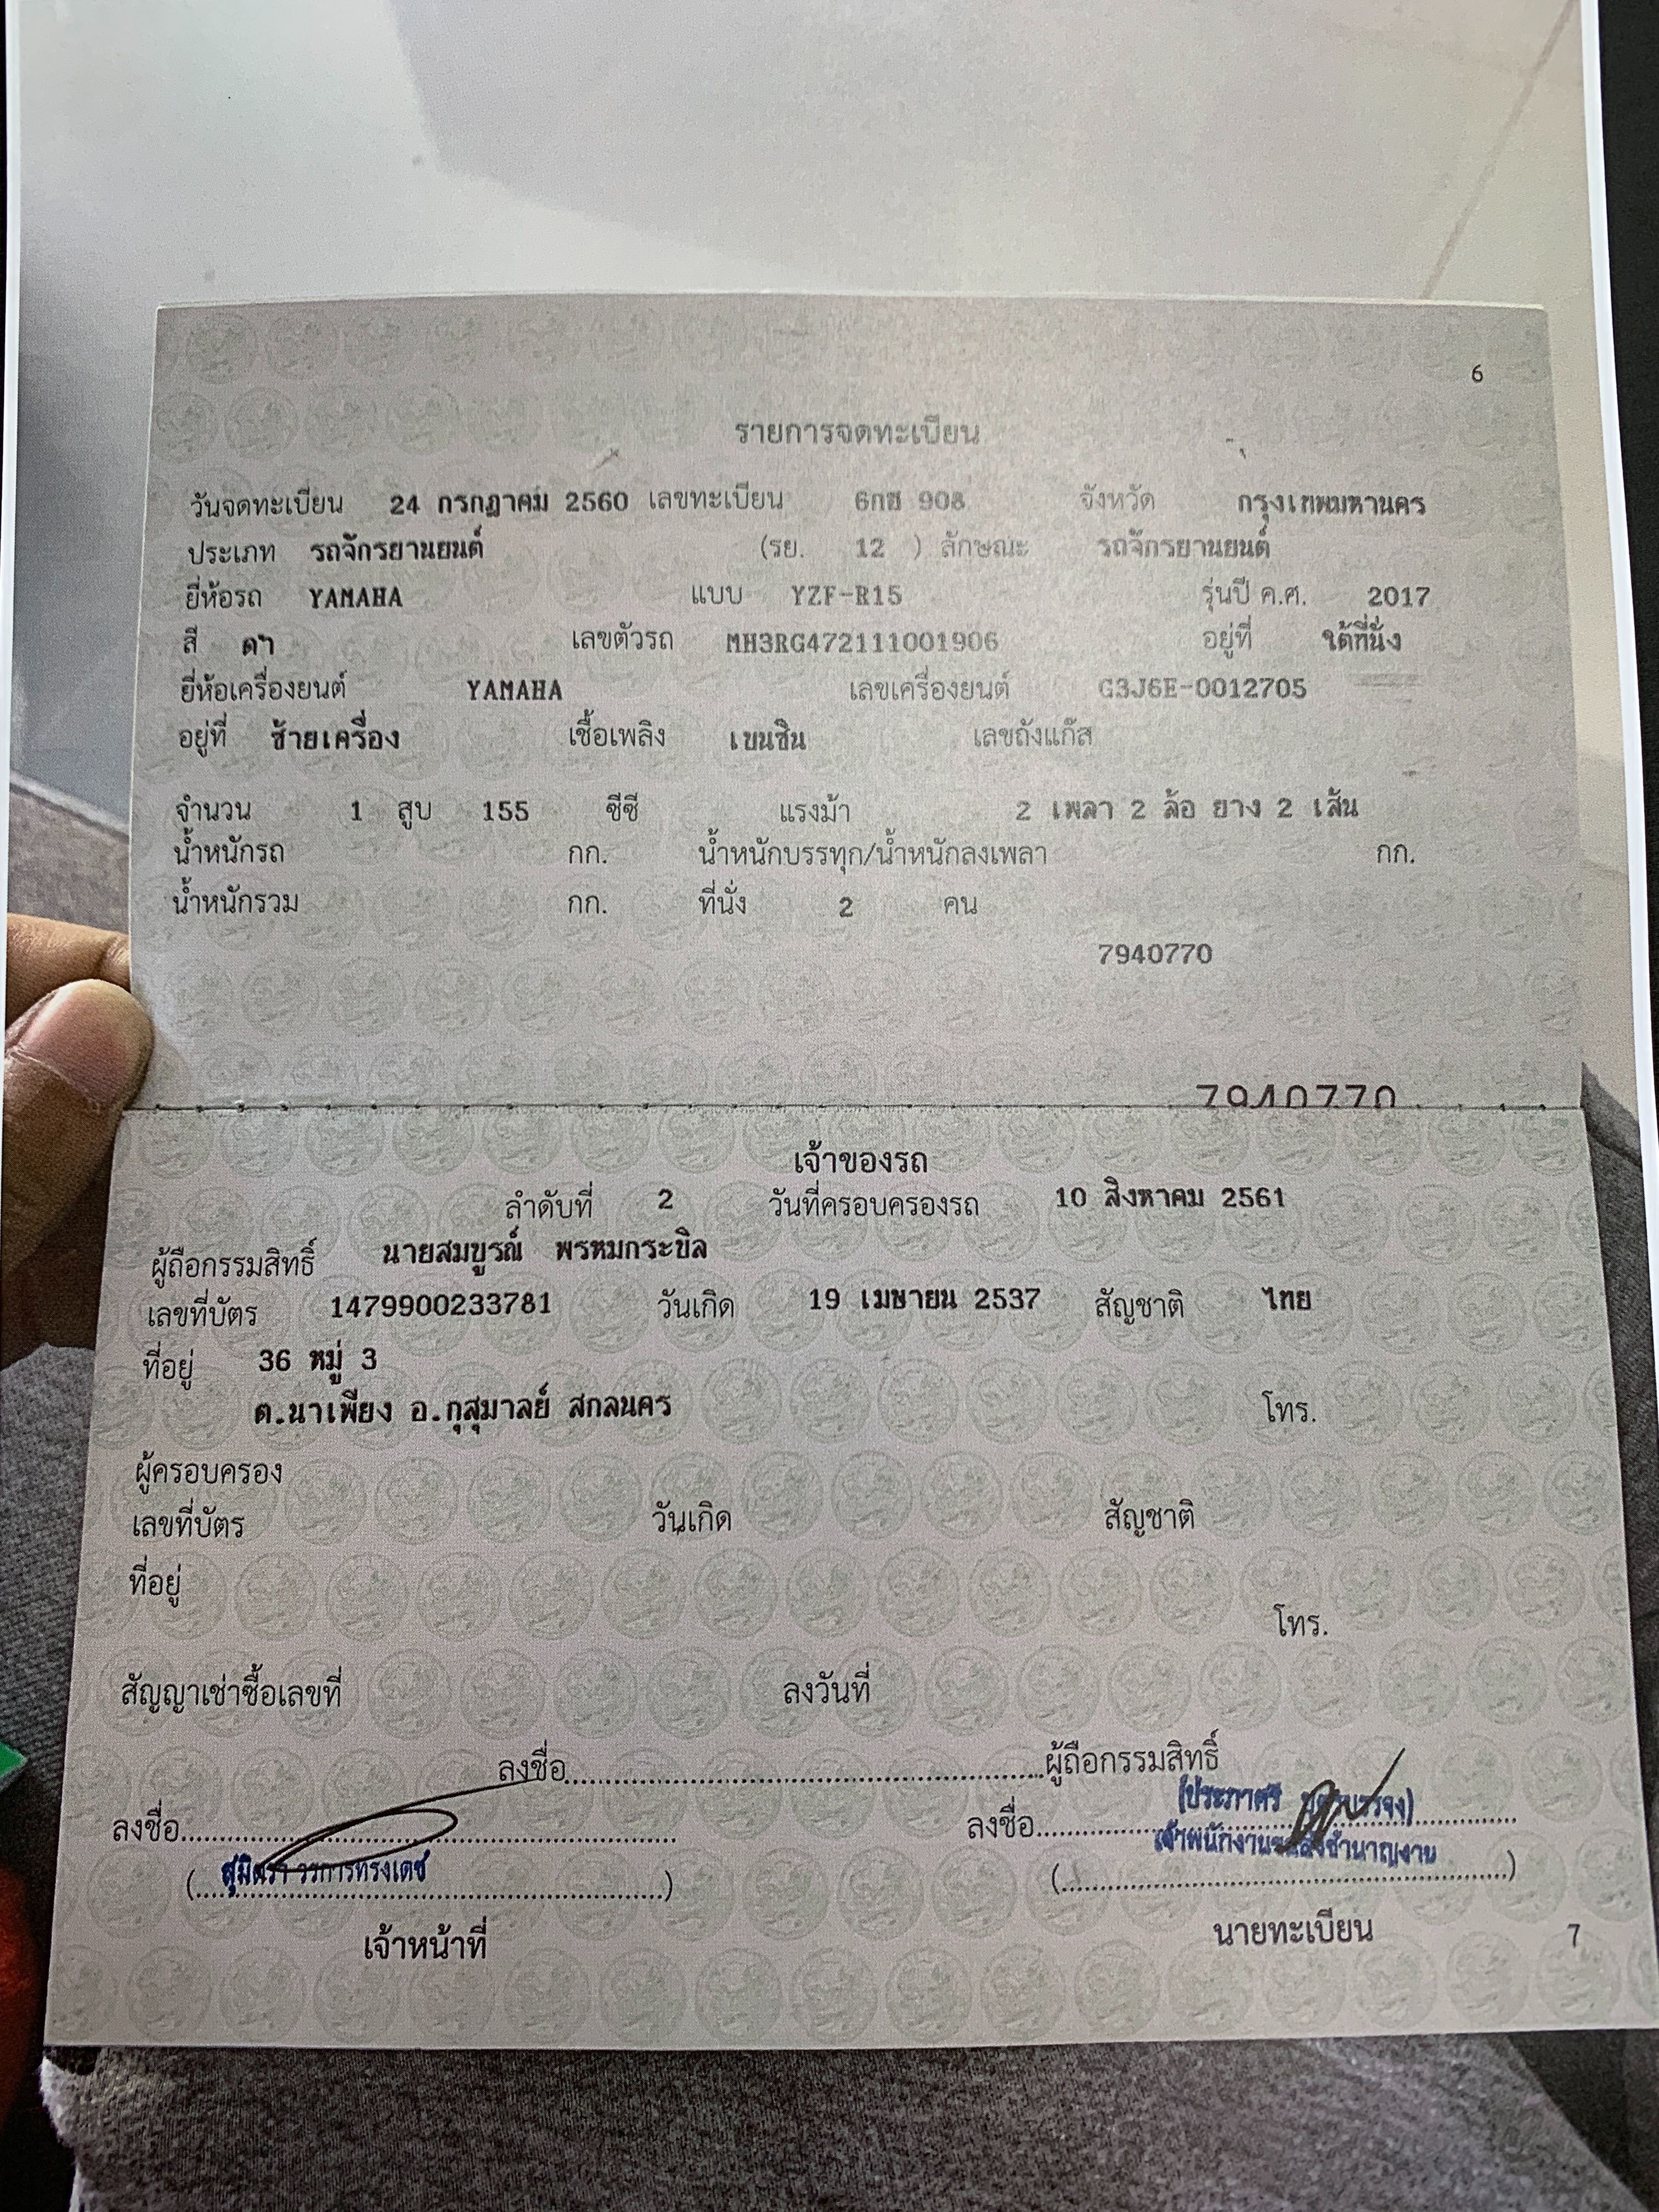 6
รายการจดทะเบียน
วันจดทะเบียน 24 กรกฎาคม 2560 เลขทะเบียน 6กช 908 จังหวัด กรุงเทพมหานคร
ประเภท รถจักรยานยนต์ (รย. 12 ) ลักษณะ รถจักรยานยนต์
ยี่ห้อรถ YAMAHA แบบ YZF-R15 รุ่นปี ค.ศ. 2017
สี ดำ เลขตัวรถ MH3RG472111001906 อยู่ที่ ใต้ที่นั่ง
ยี่ห้อเครื่องยนต์ YAMAHA เลขเครื่องยนต์ G3J6E-0012705
อยู่ที่ ซ้ายเครื่อง เชื้อเพลิง เบนซิน เลขถังแก๊ส
จำนวน 1 สูบ 155 ซีซี แรงม้า 2 เพลา 2 ล้อ ยาง 2 เส้น
น้ำหนักรถ กก. น้ำหนักบรรทุก/น้ำหนักลงเพลา กก.
น้ำหนักรวม กก. ที่นั่ง 2 คน
7940770
7940770
เจ้าของรถ
ลำดับที่ 2 วันที่ครอบครองรถ 10 สิงหาคม 2561
ผู้ถือกรรมสิทธิ์ นายสมบูรณ์ พรหมกระบิล
เลขที่บัตร 1479900233781 วันเกิด 19 เมษายน 2537 สัญชาติ ไทย
ที่อยู่ 36 หมู่ 3
ต.นาเพียง อ.กุสุมาลย์ สกลนคร โทร.
ผู้ครอบครอง
เลขที่บัตร วันเกิด สัญชาติ
ที่อยู่
โทร.
สัญญาเช่าซื้อเลขที่ ลงวันที่
ลงชื่อ ผู้ถือกรรมสิทธิ์
(ประภาศรี
ลงชื่อ ลงชื่อ
เจ้าพนักงานขนส่งชำนาญงาน
(สุมิตรา วรการทรงเดช) ( )
เจ้าหน้าที่ นายทะเบียน 7